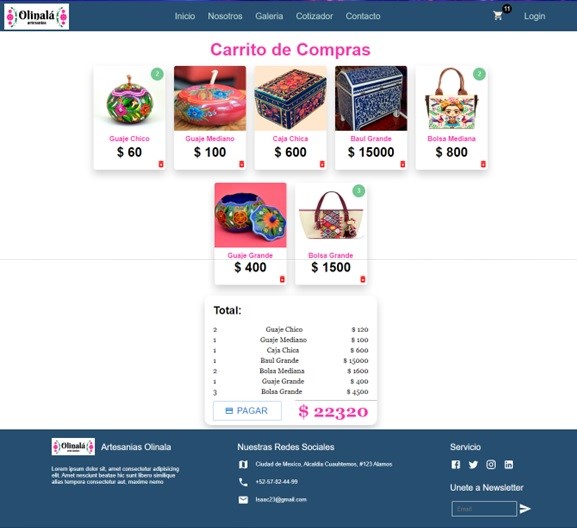 Olinalá
artesanías
Inicio Nosotros Galeria Cotizador Contacto
11
Login
Carrito de Compras
2
Guaje Chico
$ 60
Guaje Mediano
$ 100
Caja Chica
$ 600
Baul Grande
$ 15000
2
Bolsa Mediana
$ 800
Guaje Grande
$ 400
3
Bolsa Grande
$ 1500
Total:
2 Guaje Chico $ 120
1 Guaje Mediano $ 100
1 Caja Chica $ 600
1 Baul Grande $ 15000
2 Bolsa Mediana $ 1600
1 Guaje Grande $ 400
3 Bolsa Grande $ 4500
PAGAR
$ 22320
Olinalá
artesanías
Artesanias Olinala
Lorem ipsum dolor sit, amet consectetur adipisicing
elit. Amet nesciunt beatae hic sunt libero similique
alias tempora consectetur aut, maxime nemo
Nuestras Redes Sociales
Ciudad de Mexico, Alcaldia Cuauhtemoc, #123 Alamos
+52-57-82-44-99
Isaac23@gmail.com
Servicio
Unete a Newsletter
Email